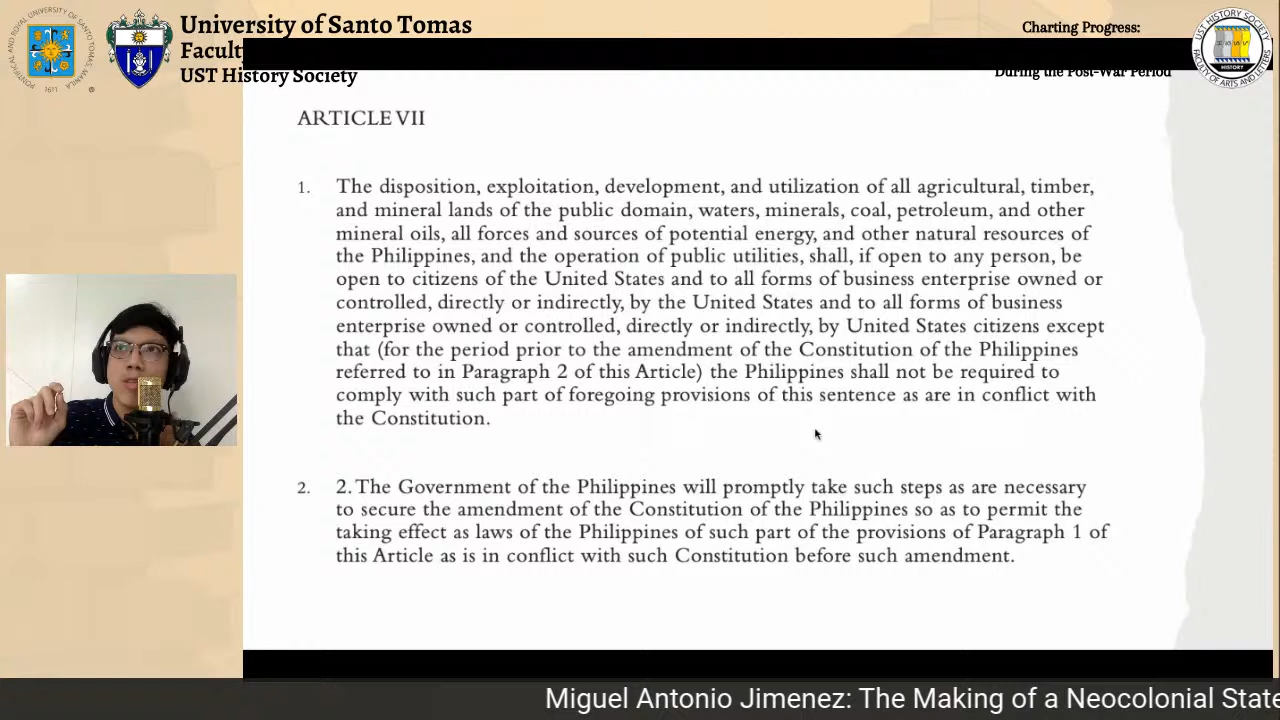 University of Santo Tomas
Faculty
UST History Society
Charting Progress:
During the Post-War Period
UST HISTORY SOCIETY
HISTORY
FACULTY OF ARTS AND LETTERS
1611
ARTICLE VII
1. The disposition, exploitation, development, and utilization of all agricultural, timber,
and mineral lands of the public domain, waters, minerals, coal, petroleum, and other
mineral oils, all forces and sources of potential energy, and other natural resources of
the Philippines, and the operation of public utilities, shall, if open to any person, be
open to citizens of the United States and to all forms of business enterprise owned or
controlled, directly or indirectly, by the United States and to all forms of business
enterprise owned or controlled, directly or indirectly, by United States citizens except
that (for the period prior to the amendment of the Constitution of the Philippines
referred to in Paragraph 2 of this Article) the Philippines shall not be required to
comply with such part of foregoing provisions of this sentence as are in conflict with
the Constitution.
2. 2. The Government of the Philippines will promptly take such steps as are necessary
to secure the amendment of the Constitution of the Philippines so as to permit the
taking effect as laws of the Philippines of such part of the provisions of Paragraph 1 of
this Article as is in conflict with such Constitution before such amendment.
Miguel Antonio Jimenez: The Making of a Neocolonial State